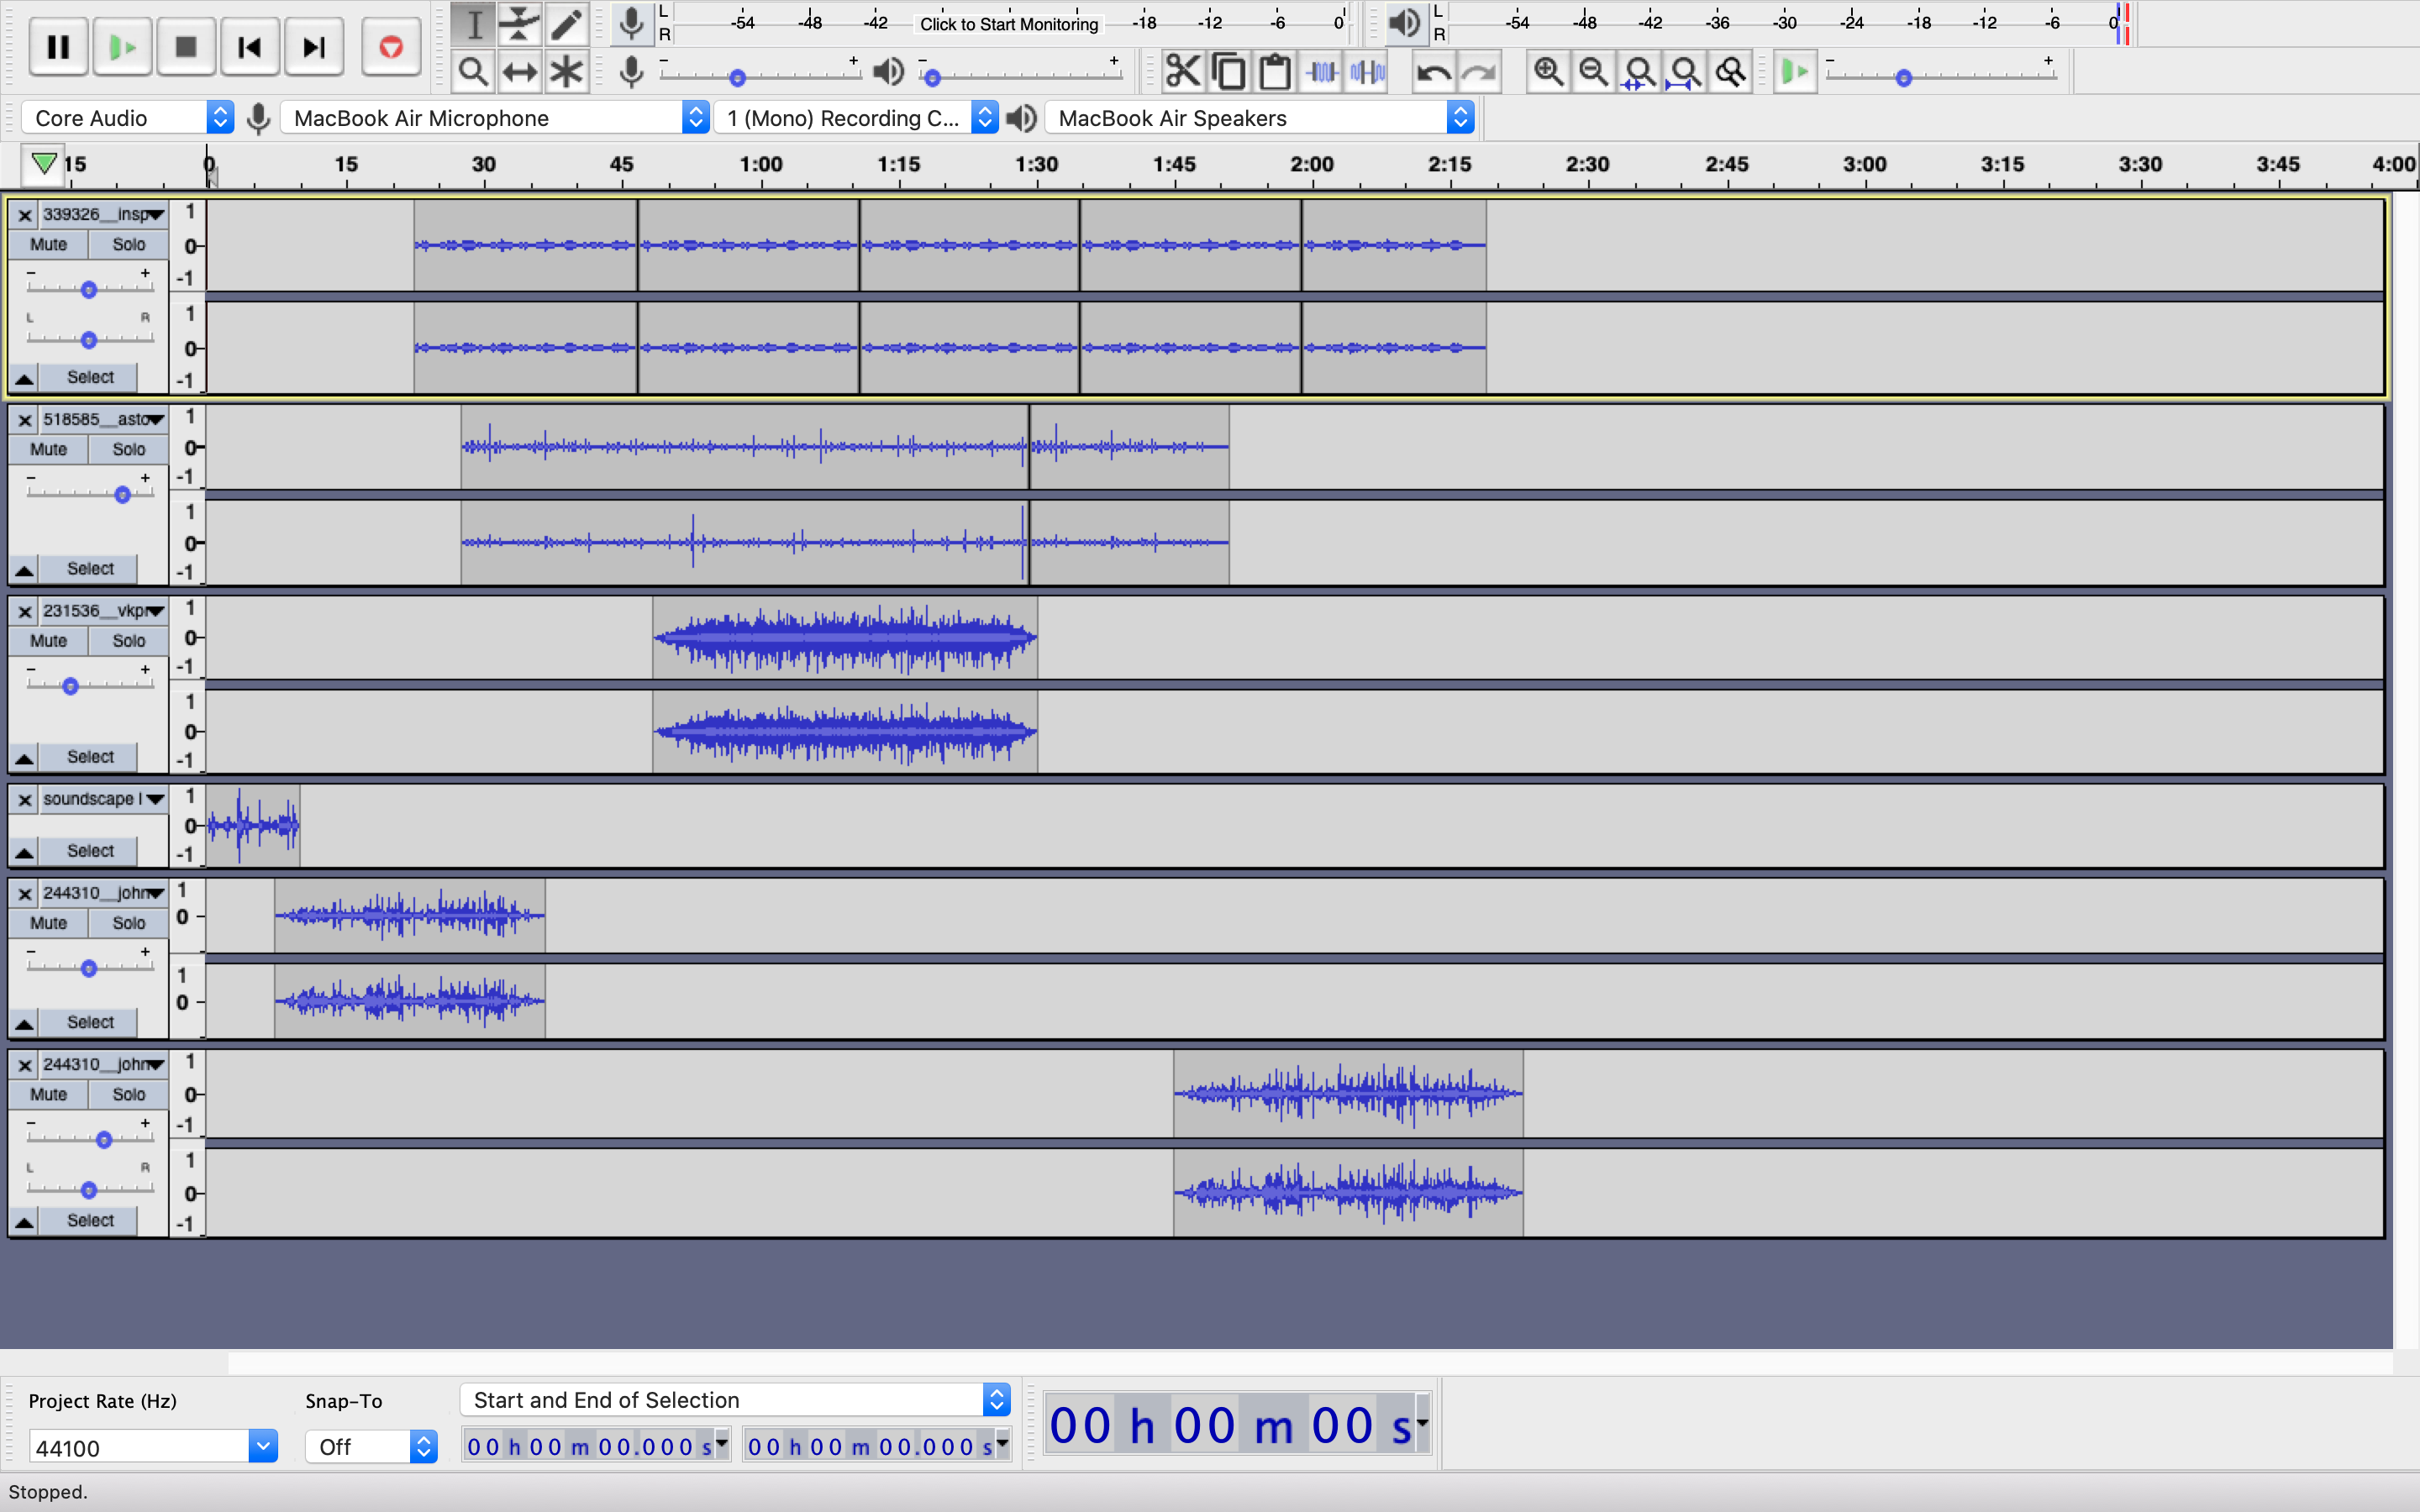 L
R
-54 -48 -42 Click to Start Monitoring -18 -12 -6 0
L
R
-54 -48 -42 -36 -30 -24 -18 -12 -6 0
- +
- +
- +
Core Audio MacBook Air Microphone 1 (Mono) Recording C... MacBook Air Speakers
15 0 15 30 45 1:00 1:15 1:30 1:45 2:00 2:15 2:30 2:45 3:00 3:15 3:30 3:45 4:00
339326__insp
Mute Solo
- +
L R
Select
1
0
-1
1
0
-1
518585__asto
Mute Solo
- +
Select
1
0
-1
1
0
-1
231536__vkpr
Mute Solo
- +
Select
1
0
-1
1
0
-1
soundscape l
Select
1
0
-1
244310__john
Mute Solo
- +
Select
1
0
1
0
244310__john
Mute Solo
- +
L R
Select
1
0
-1
1
0
-1
Project Rate (Hz) Snap-To Start and End of Selection
44100 Off 00 h 00 m 00.000 s 00 h 00 m 00.000 s
00 h 00 m 00 s
Stopped.